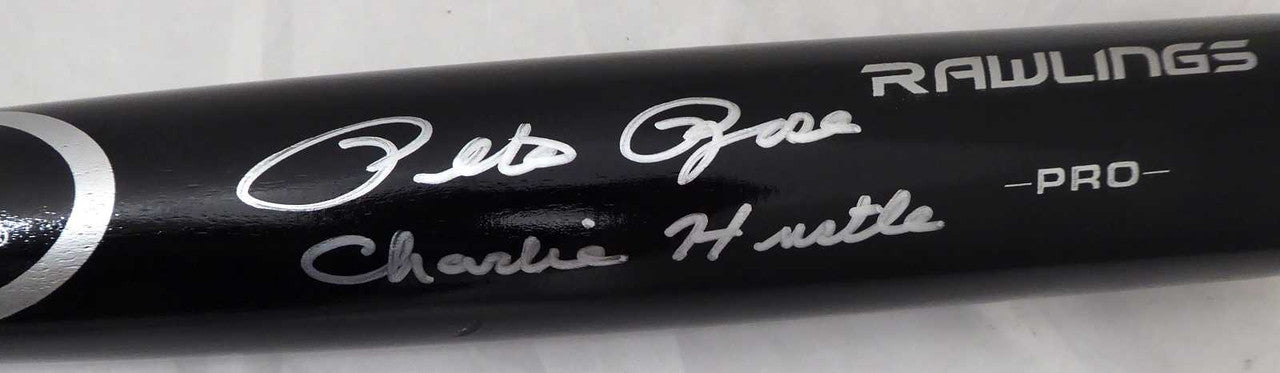 RAWLINGS
Pete Rose
-PRO-
Charlie Hustle